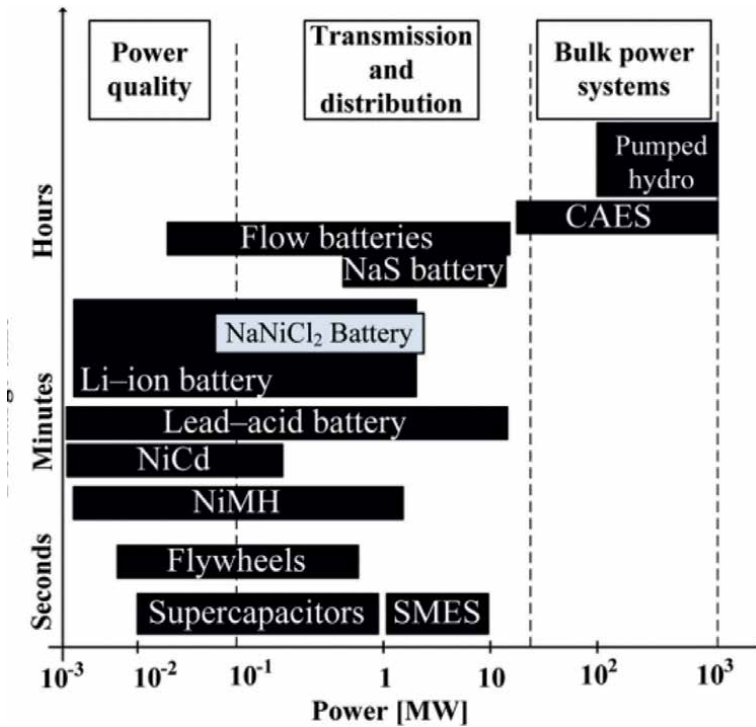 Power
quality
Transmission
and
distribution
Bulk power
systems
Pumped
hydro
CAES
Flow batteries
NaS battery
NaNiCl₂ Battery
Li–ion battery
Lead–acid battery
NiCd
NiMH
Flywheels
Supercapacitors
SMES
Hours
Minutes
Seconds
10⁻³
10⁻²
10⁻¹
1
10
10²
10³
Power [MW]